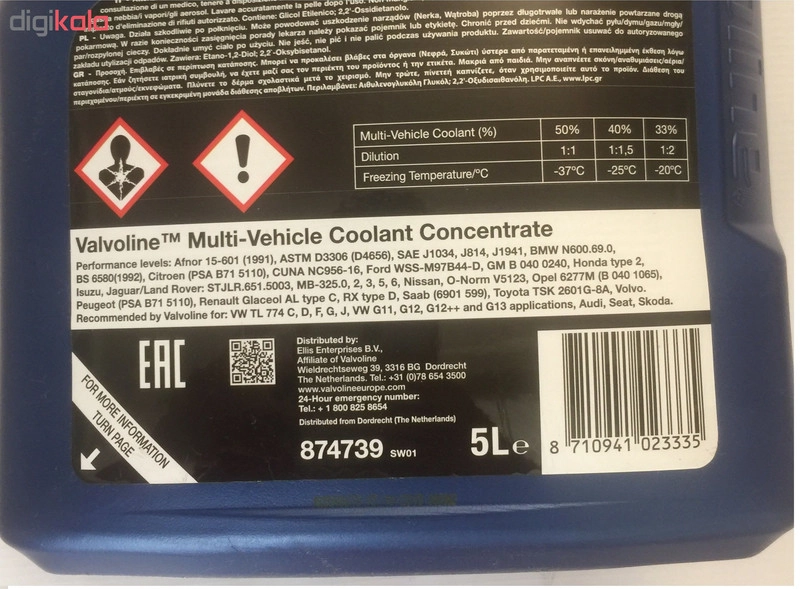 digikala
consultazione di un medico, tenere a disposizione
nebbia/i vapori/gli aerosol. Lavare accuratamente la pelle dopo l'uso.
d'eliminazione di rifiuti autorizzato. Contiene: Glicol Etilenico; 2,2'-Ossidietanolo.
PL - Uwaga. Działa szkodliwie po połknięciu. Może powodować uszkodzenie narządów (Nerka, Wątroba) poprzez długotrwałe lub narażenie powtarzane drogą
pokarmową. W razie konieczności zasięgnięcia porady lekarza należy pokazać pojemnik lub etykietę. Chronić przed dziećmi. Nie wdychać pyłu/dymu/gazu/mgły/
par/rozpylonej cieczy. Dokładnie umyć ciało po użyciu. Nie jeść, nie pić i nie palić podczas używania produktu. Zawartość/pojemnik usuwać do autoryzowanego
zakładu utylizacji odpadów. Zawiera: Etano-1,2-Diol; 2,2'-Oksybisetanol.
GR - Προσοχή. Επιβλαβές σε περίπτωση κατάποσης. Μπορεί να προκαλέσει βλάβες στα όργανα (Νεφρά, Συκώτι) ύστερα από παρατεταμένη ή επανειλημμένη έκθεση λόγω
κατάποσης. Εάν ζητήσετε ιατρική συμβουλή, να έχετε μαζί σας τον περιέκτη του προϊόντος ή την ετικέτα. Μακριά από παιδιά. Μην αναπνέετε σκόνη/αναθυμιάσεις/αέρια/
σταγονίδια/ατμούς/εκνεφώματα. Πλύνετε το δέρμα σχολαστικά μετά το χειρισμό. Μην τρώτε, πίνετε ή καπνίζετε, όταν χρησιμοποιείτε αυτό το προϊόν. Διάθεση του
περιεχομένου/περιέκτη σε εγκεκριμένη μονάδα διάθεσης αποβλήτων. Περιλαμβάνει: Αιθυλενογλυκόλη Γλυκόλ; 2,2'-Οξυδισαιθανόλη. LPC A.E., www.lpc.gr
Multi-Vehicle Coolant (%) 50% 40% 33%
Dilution 1:1 1:1,5 1:2
Freezing Temperature/ºC -37ºC -25ºC -20ºC
Valvoline™ Multi-Vehicle Coolant Concentrate
Performance levels: Afnor 15-601 (1991), ASTM D3306 (D4656), SAE J1034, J814, J1941, BMW N600.69.0,
BS 6580(1992), Citroen (PSA B71 5110), CUNA NC956-16, Ford WSS-M97B44-D, GM B 040 0240, Honda type 2,
Isuzu, Jaguar/Land Rover: STJLR.651.5003, MB-325.0, 2, 3, 5, 6, Nissan, O-Norm V5123, Opel 6277M (B 040 1065),
Peugeot (PSA B71 5110), Renault Glaceol AL type C, RX type D, Saab (6901 599), Toyota TSK 2601G-8A, Volvo.
Recommended by Valvoline for: VW TL 774 C, D, F, G, J, VW G11, G12, G12++ and G13 applications, Audi, Seat, Skoda.
EAC
Distributed by:
Ellis Enterprises B.V.,
Affiliate of Valvoline
Wieldrechtseweg 39, 3316 BG Dordrecht
The Netherlands. Tel.: +31 (0)78 654 3500
www.valvolineeurope.com
24-Hour emergency number:
Tel.: + 1 800 825 8654
Distributed from Dordrecht (The Netherlands)
FOR MORE INFORMATION
TURN PAGE
874739 SW01
5L e
8 710941 023335